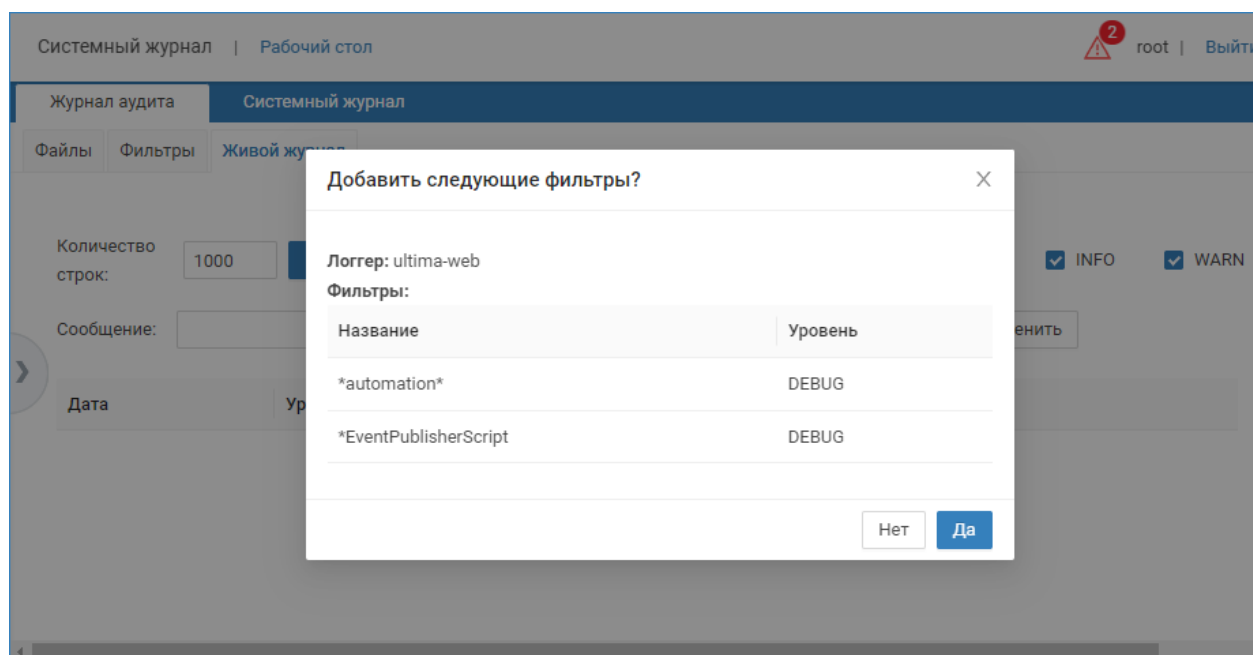 Системный журнал | Рабочий стол
2
root | Выйти
Журнал аудита Системный журнал
Файлы Фильтры Живой
Добавить следующие фильтры?
Количество
строк:
1000
Логгер: ultima-web
INFO WARN
Фильтры:
Название Уровень
Сообщение:
*automation* DEBUG
Дата
*EventPublisherScript DEBUG
Нет Да